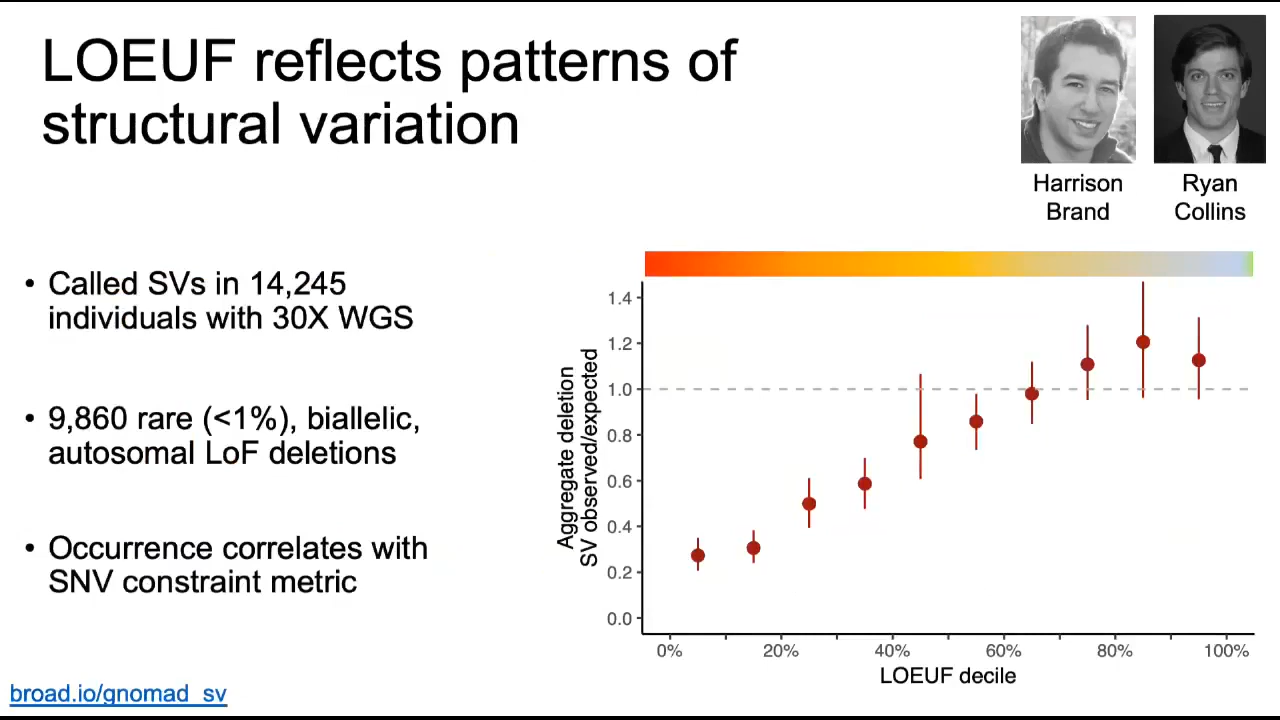 LOEUF reflects patterns of
structural variation
Harrison
Brand
Ryan
Collins
• Called SVs in 14,245
individuals with 30X WGS
• 9,860 rare (<1%), biallelic,
autosomal LoF deletions
• Occurrence correlates with
SNV constraint metric
Aggregate deletion
SV observed/expected
1.4
1.2
1.0
0.8
0.6
0.4
0.2
0.0
0% 20% 40% 60% 80% 100%
LOEUF decile
broad.io/gnomad_sv